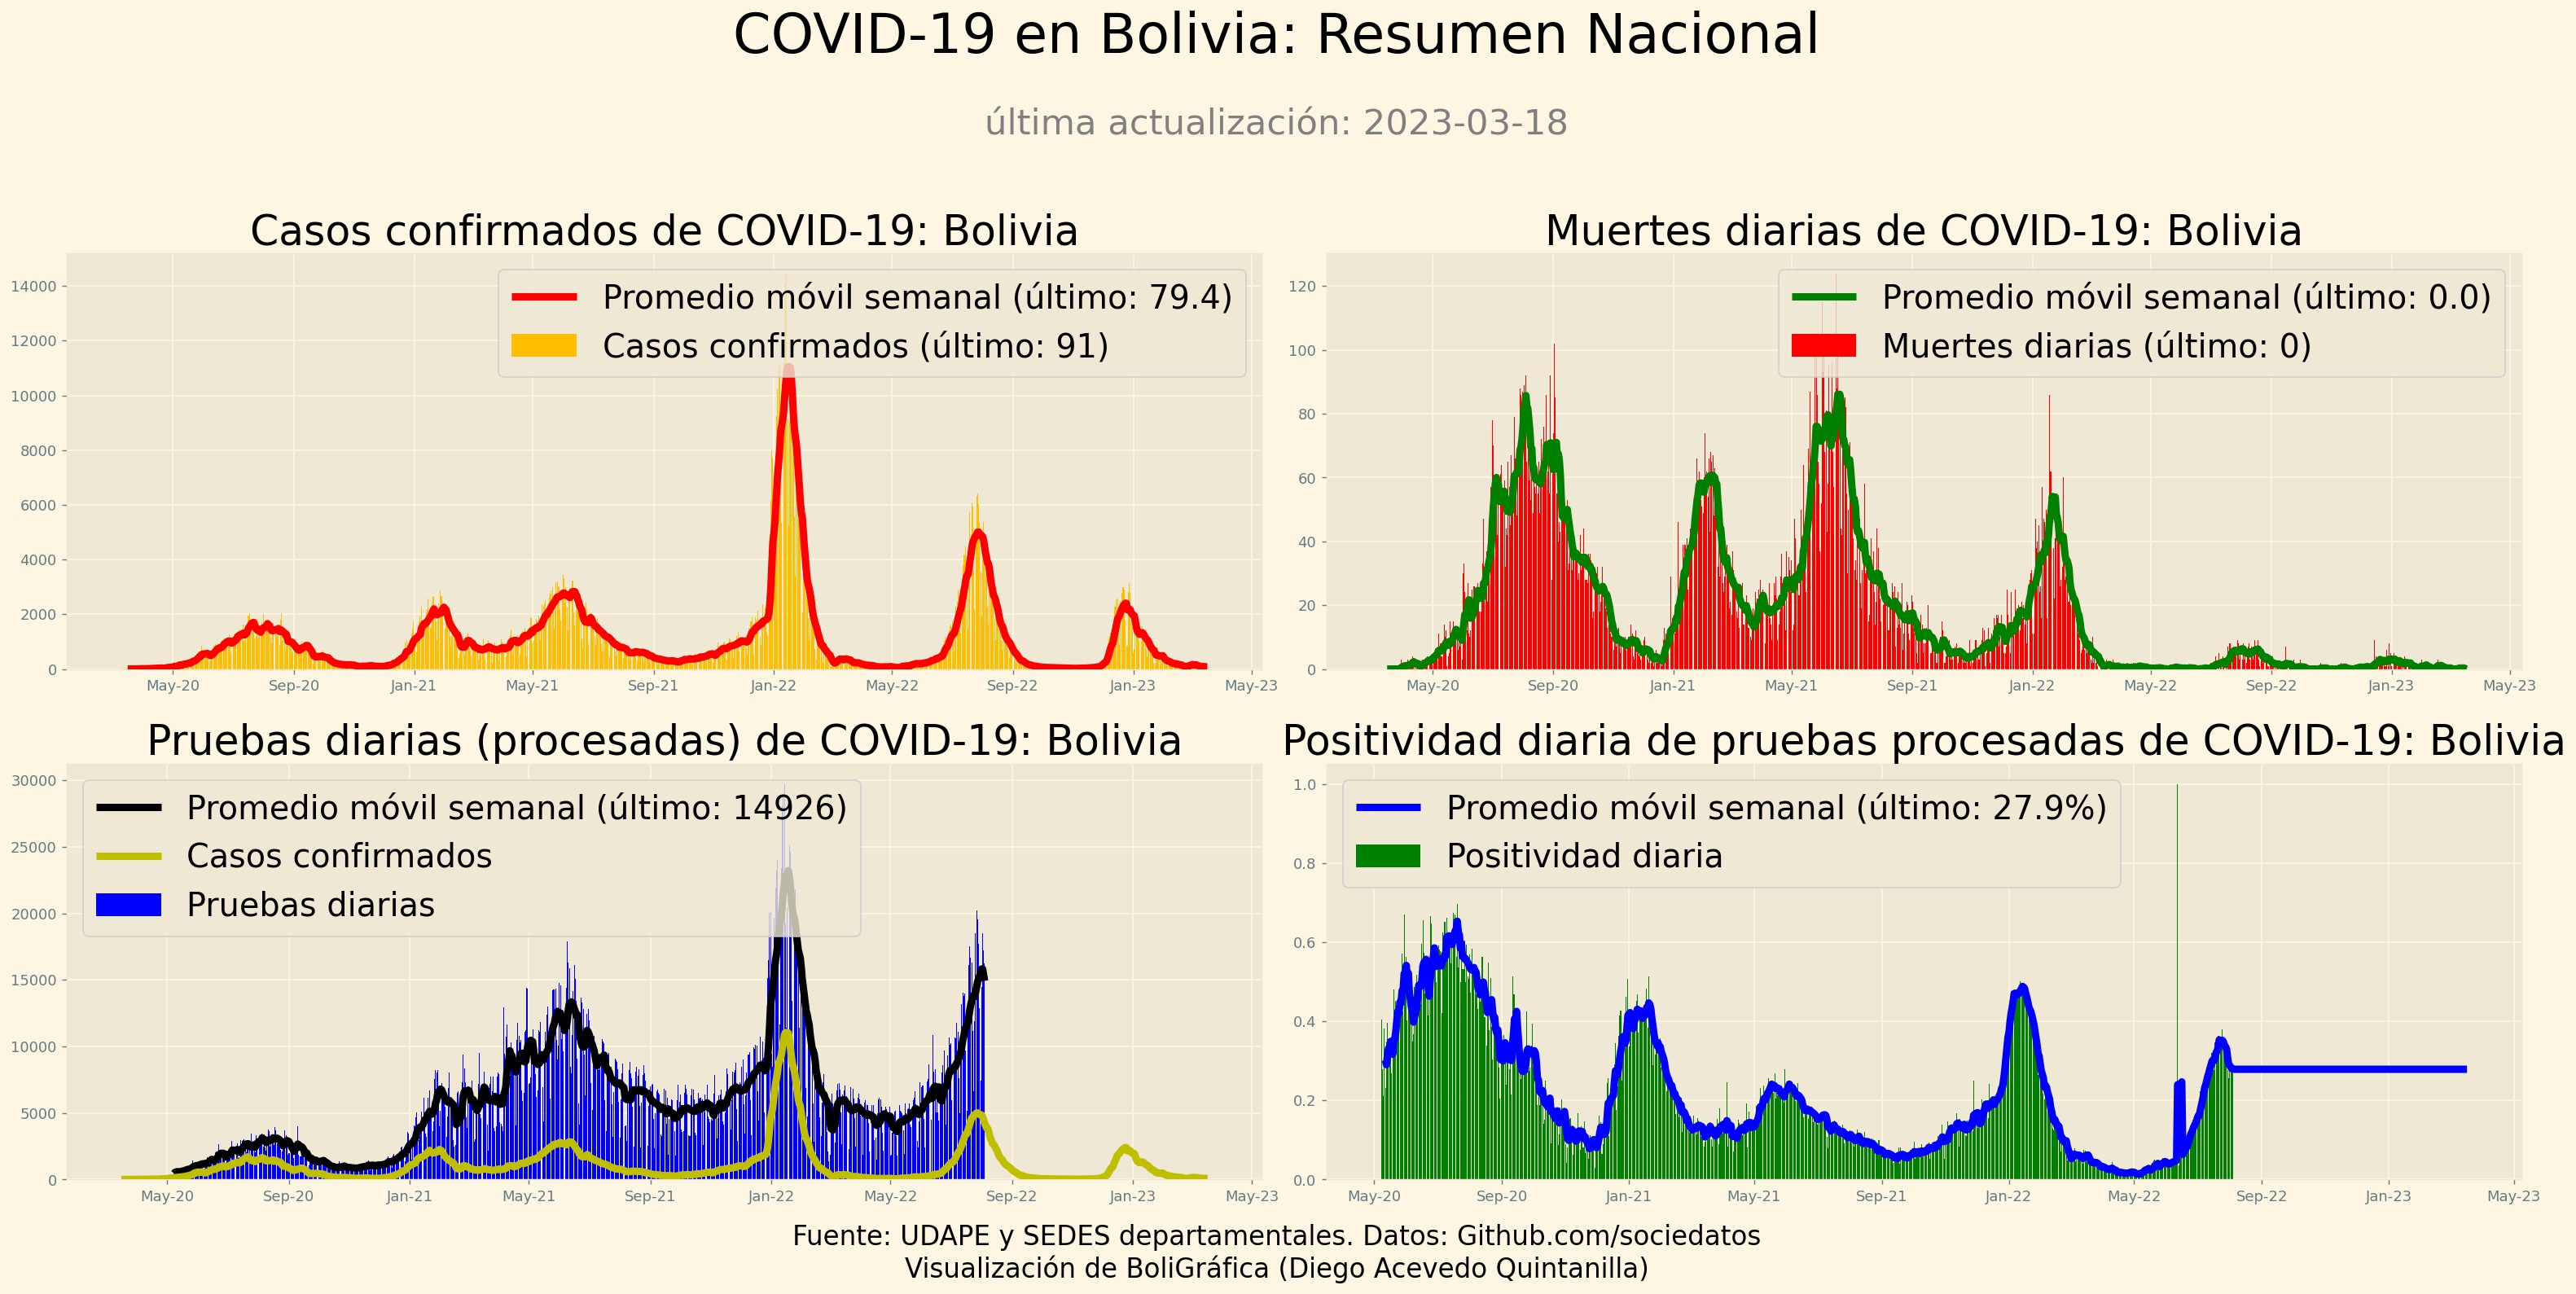 COVID-19 en Bolivia: Resumen Nacional
última actualización: 2023-03-18
Casos confirmados de COVID-19: Bolivia
Promedio móvil semanal (último: 79.4)
Casos confirmados (último: 91)
14000
12000
10000
8000
6000
4000
2000
0
May-20 Sep-20 Jan-21 May-21 Sep-21 Jan-22 May-22 Sep-22 Jan-23 May-23
Muertes diarias de COVID-19: Bolivia
Promedio móvil semanal (último: 0.0)
Muertes diarias (último: 0)
120
100
80
60
40
20
0
May-20 Sep-20 Jan-21 May-21 Sep-21 Jan-22 May-22 Sep-22 Jan-23 May-23
Pruebas diarias (procesadas) de COVID-19: Bolivia
Promedio móvil semanal (último: 14926)
Casos confirmados
Pruebas diarias
30000
25000
20000
15000
10000
5000
0
May-20 Sep-20 Jan-21 May-21 Sep-21 Jan-22 May-22 Sep-22 Jan-23 May-23
Positividad diaria de pruebas procesadas de COVID-19: Bolivia
Promedio móvil semanal (último: 27.9%)
Positividad diaria
1.0
0.8
0.6
0.4
0.2
0.0
May-20 Sep-20 Jan-21 May-21 Sep-21 Jan-22 May-22 Sep-22 Jan-23 May-23
Fuente: UDAPE y SEDES departamentales. Datos: Github.com/sociedatos
Visualización de BoliGráfica (Diego Acevedo Quintanilla)